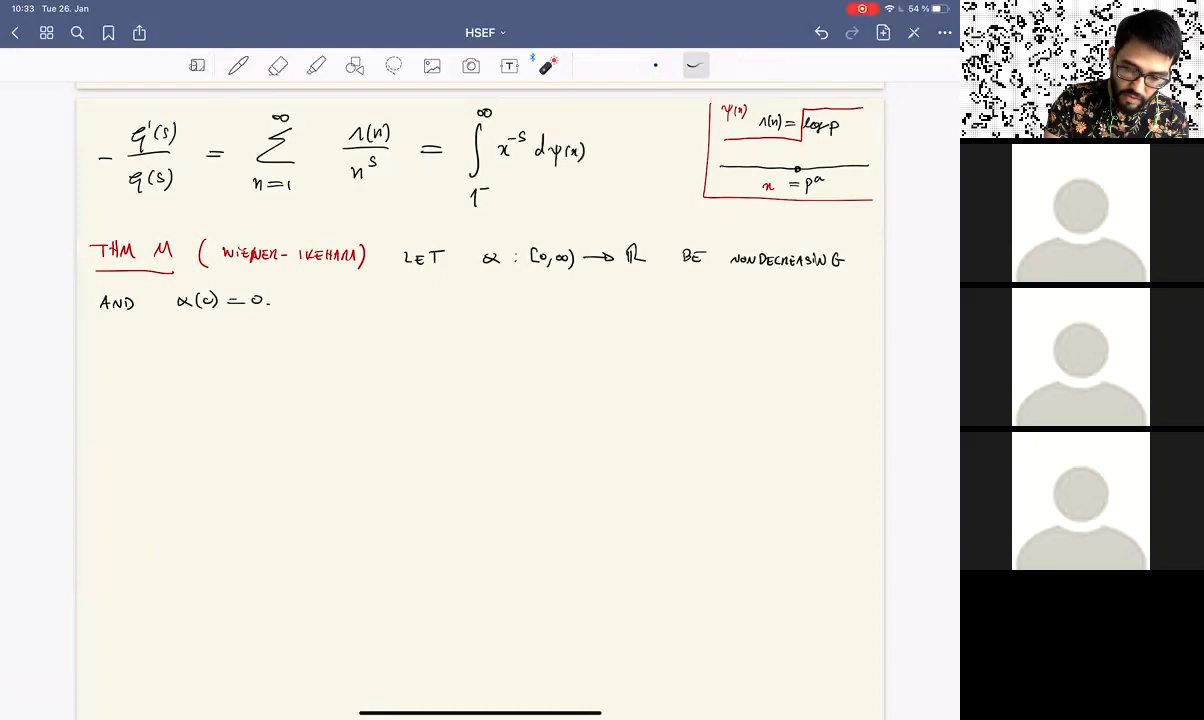 10:33 Tue 26. Jan
54 %
HSEF
- ζ'(s)/ζ(s) = ∑_{n=1}^{∞} Λ(n)/n^s = ∫_{1^-}^{∞} x^{-s} dψ(x)
ψ(x) Λ(n) = log p
n = p^a
THM M (WIENER-IKEHARA) LET α : [0,∞) → ℝ BE NONDECREASING
AND α(0) = 0.